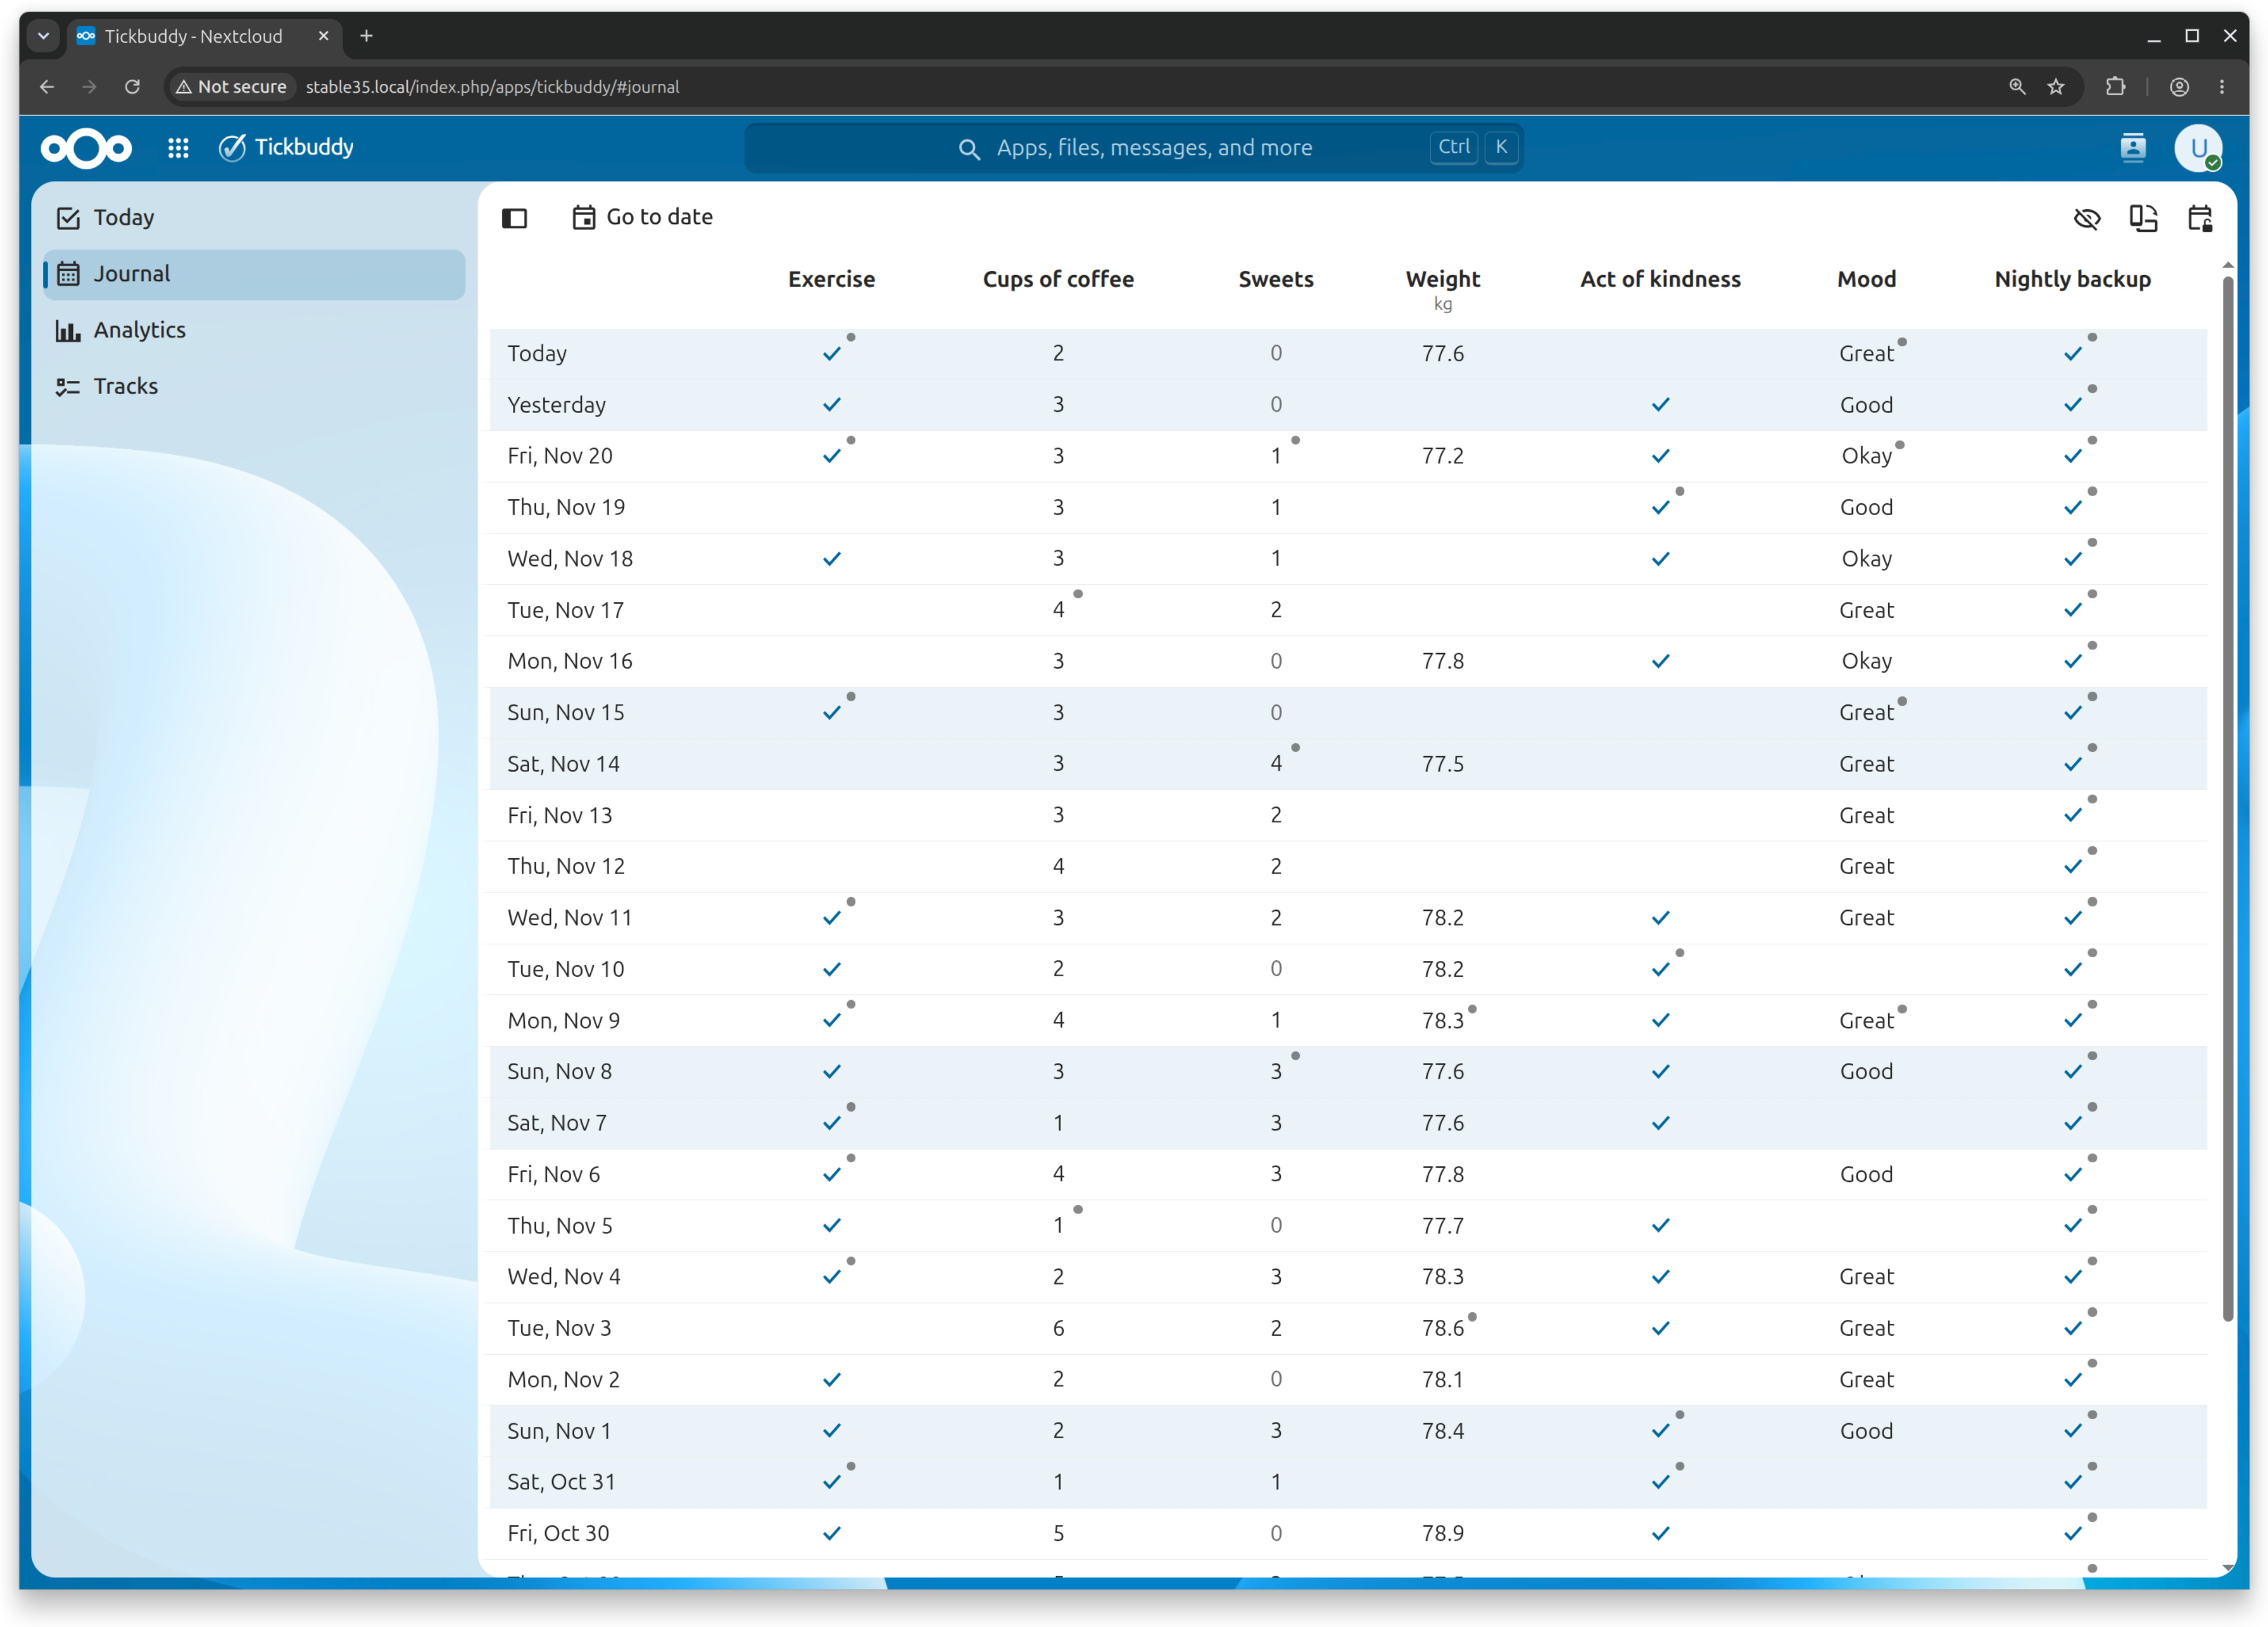 Tickbuddy - Nextcloud
Not secure stable35.local/index.php/apps/tickbuddy/#journal
Tickbuddy Apps, files, messages, and more Ctrl K U
Today
Journal
Analytics
Tracks
Go to date
Exercise Cups of coffee Sweets Weight Act of kindness Mood Nightly backup
kg
Today 2 0 77.6 Great
Yesterday 3 0 Good
Fri, Nov 20 3 1 77.2 Okay
Thu, Nov 19 3 1 Good
Wed, Nov 18 3 1 Okay
Tue, Nov 17 4 2 Great
Mon, Nov 16 3 0 77.8 Okay
Sun, Nov 15 3 0 Great
Sat, Nov 14 3 4 77.5 Great
Fri, Nov 13 3 2 Great
Thu, Nov 12 4 2 Great
Wed, Nov 11 3 2 78.2 Great
Tue, Nov 10 2 0 78.2
Mon, Nov 9 4 1 78.3 Great
Sun, Nov 8 3 3 77.6 Good
Sat, Nov 7 1 3 77.6
Fri, Nov 6 4 3 77.8 Good
Thu, Nov 5 1 0 77.7
Wed, Nov 4 2 3 78.3 Great
Tue, Nov 3 6 2 78.6 Great
Mon, Nov 2 2 0 78.1 Great
Sun, Nov 1 2 3 78.4 Good
Sat, Oct 31 1 1
Fri, Oct 30 5 0 78.9